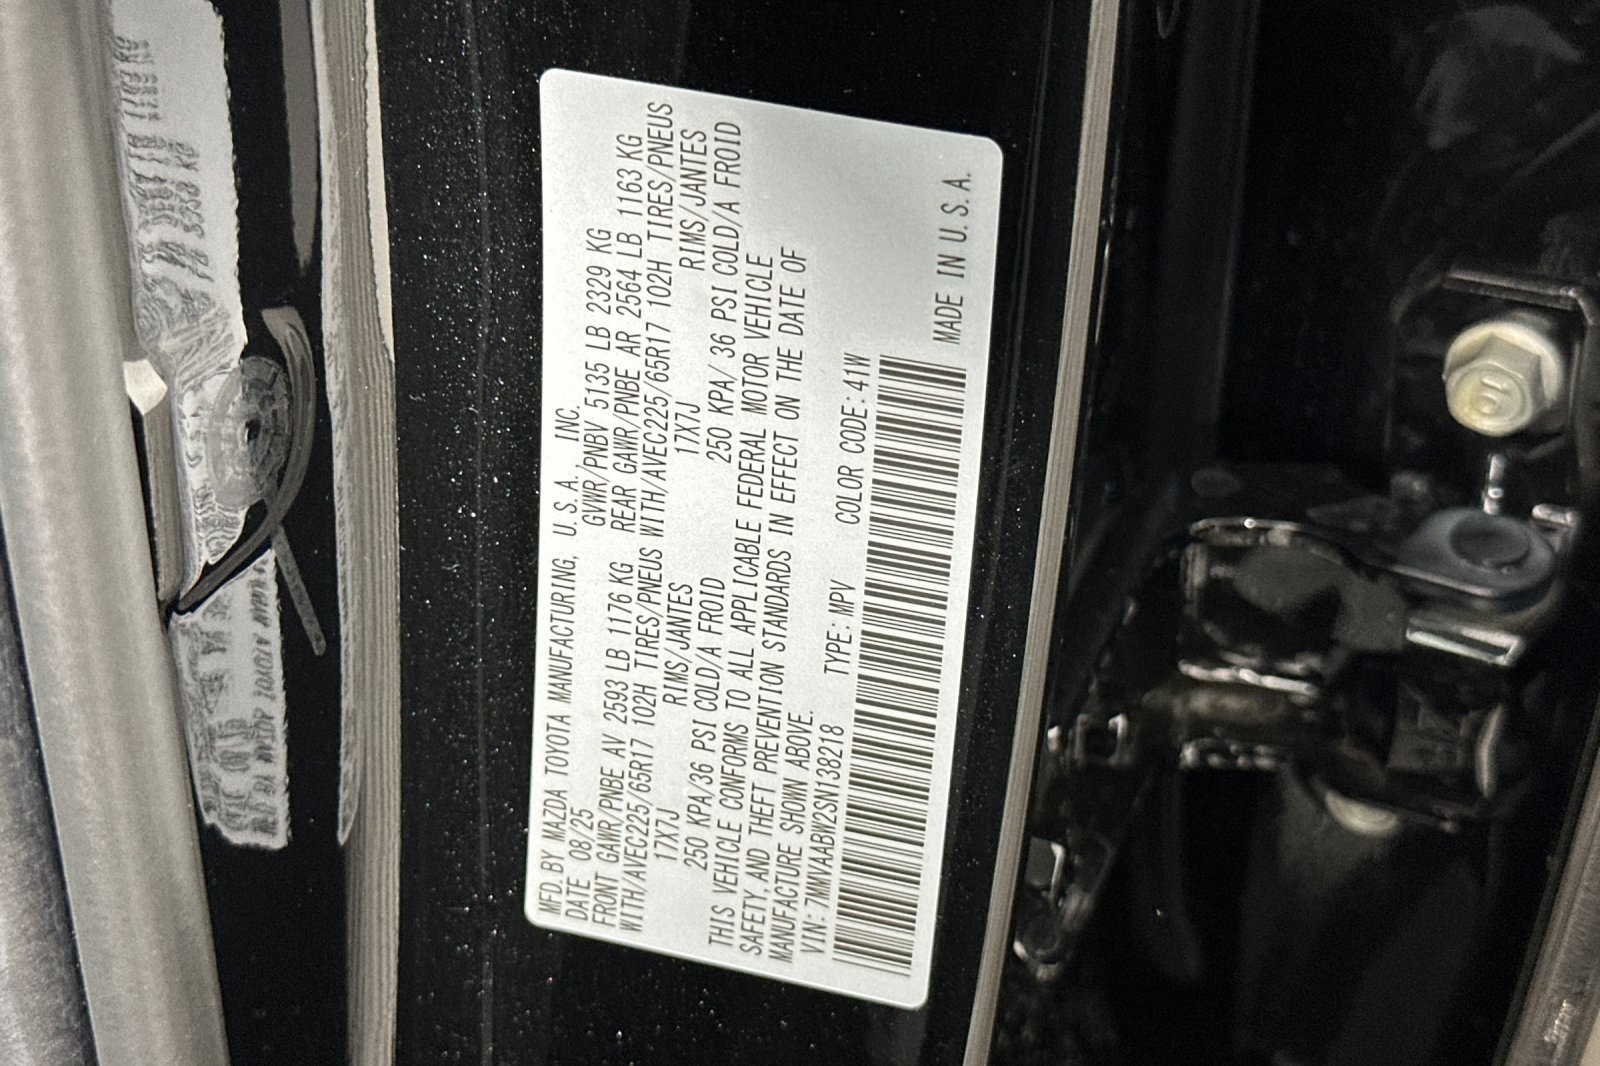 MFD. BY MAZDA TOYOTA MANUFACTURING, U. S. A. INC.
DATE 08/25 GVWR/PNBV 5135 LB 2329 KG
FRONT GAWR/PNBE AV 2593 LB 1176 KG REAR GAWR/PNBE AR 2564 LB 1163 KG
WITH/AVEC225/65R17 102H TIRES/PNEUS WITH/AVEC225/65R17 102H TIRES/PNEUS
17X7J RIMS/JANTES 17X7J RIMS/JANTES
250 KPA/36 PSI COLD/A FROID 250 KPA/ 36 PSI COLD/A FROID
THIS VEHICLE CONFORMS TO ALL APPLICABLE FEDERAL MOTOR VEHICLE
SAFETY, AND THEFT PREVENTION STANDARDS IN EFFECT ON THE DATE OF
MANUFACTURE SHOWN ABOVE.
VIN: 7MMVAABW2SN138218 TYPE: MPV COLOR CODE: 41W
MADE IN U. S. A.